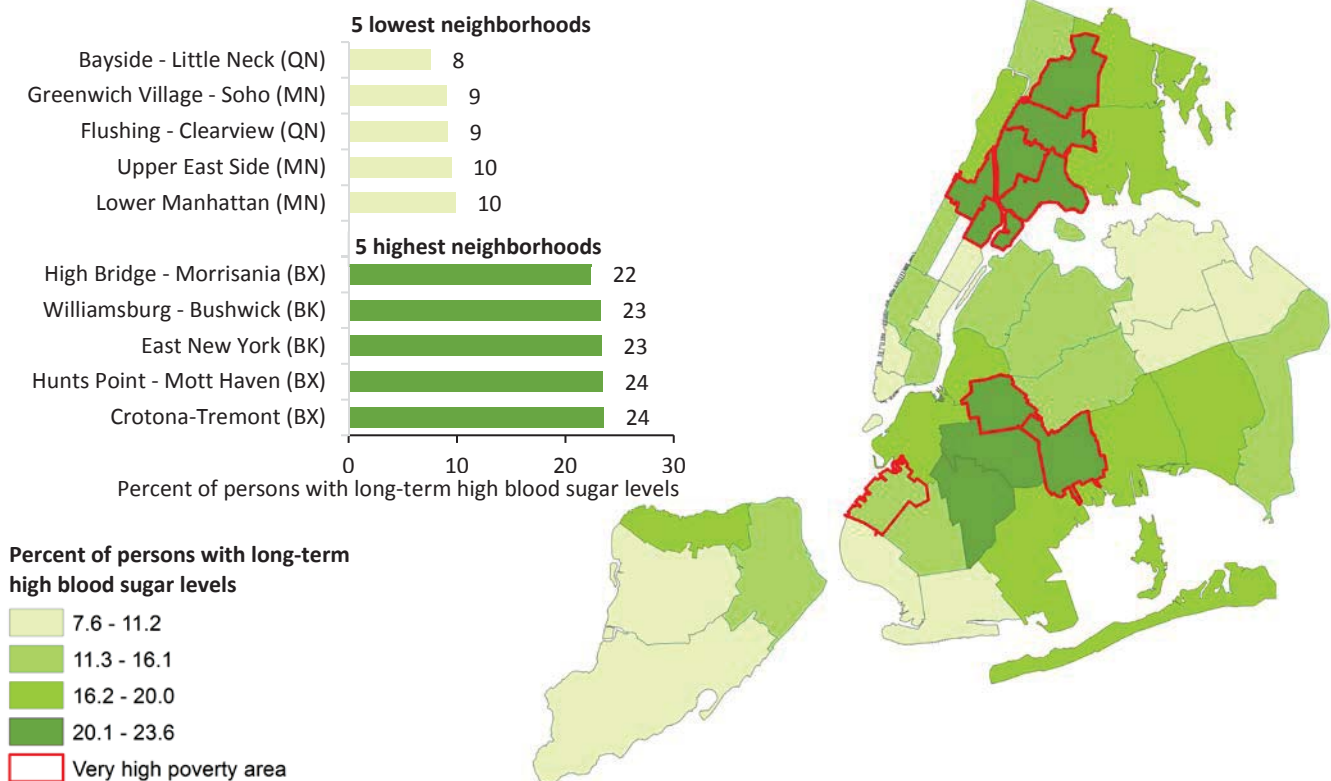 5 lowest neighborhoods
Bayside - Little Neck (QN) 8
Greenwich Village - Soho (MN) 9
Flushing - Clearview (QN) 9
Upper East Side (MN) 10
Lower Manhattan (MN) 10
5 highest neighborhoods
High Bridge - Morrisania (BX) 22
Williamsburg - Bushwick (BK) 23
East New York (BK) 23
Hunts Point - Mott Haven (BX) 24
Crotona-Tremont (BX) 24
0 10 20 30
Percent of persons with long-term high blood sugar levels
Percent of persons with long-term
high blood sugar levels
7.6 - 11.2
11.3 - 16.1
16.2 - 20.0
20.1 - 23.6
Very high poverty area